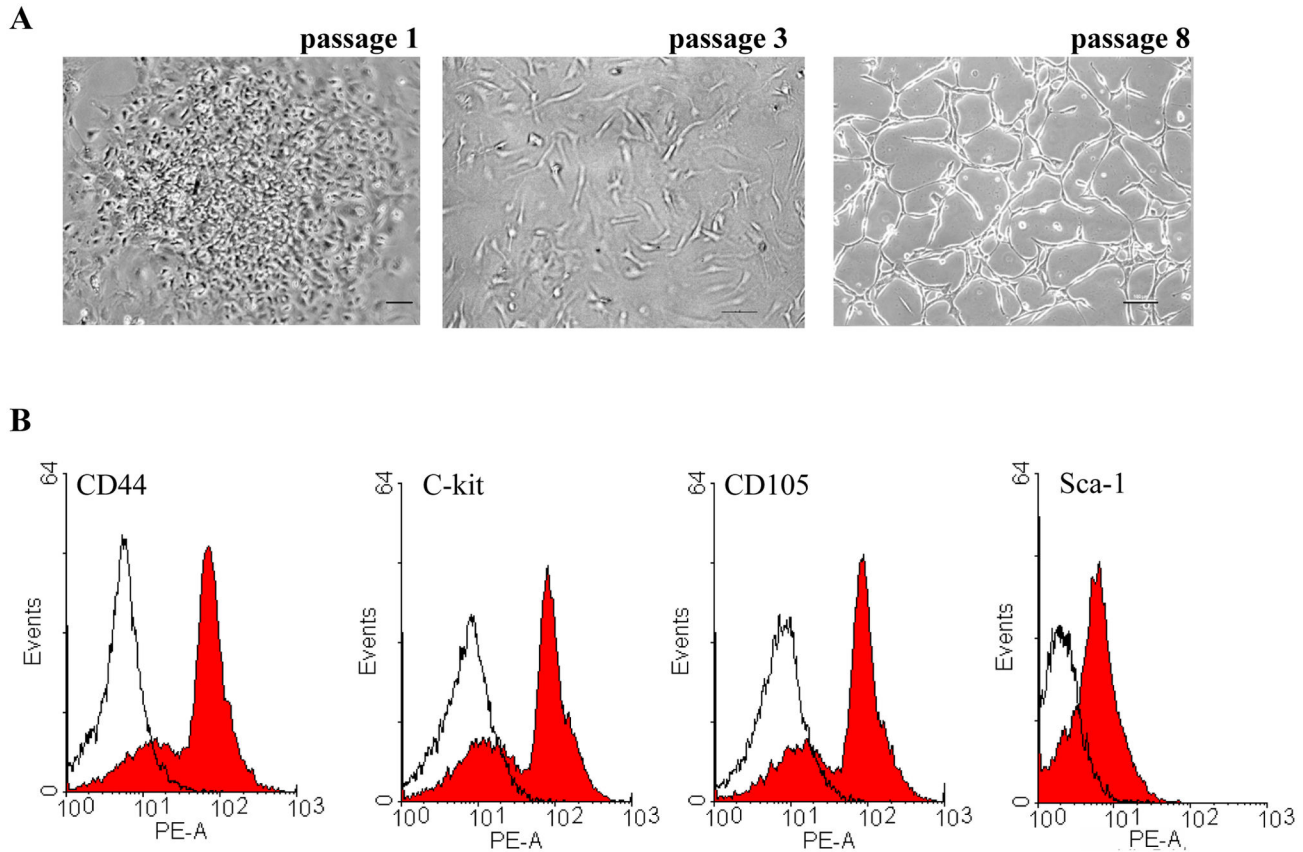 A
passage 1
passage 3
passage 8
B
64
CD44
Events
0
10^0 10^1 10^2 10^3
PE-A
64
C-kit
Events
0
10^0 10^1 10^2 10^3
PE-A
64
CD105
Events
0
10^0 10^1 10^2 10^3
PE-A
64
Sca-1
Events
0
10^0 10^1 10^2 10^3
PE-A